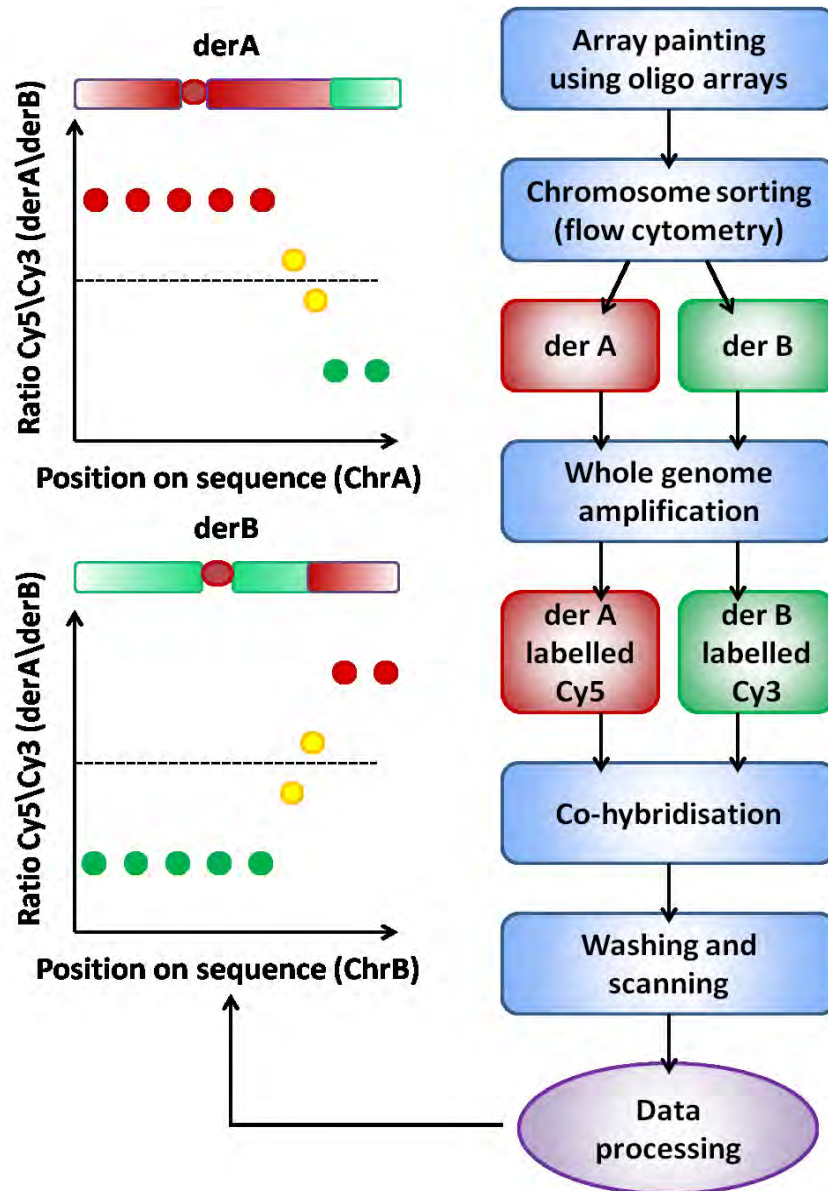 derA
Ratio Cy5\Cy3 (derA\derB)
Position on sequence (ChrA)
derB
Ratio Cy5\Cy3 (derA\derB)
Position on sequence (ChrB)
Array painting
using oligo arrays
Chromosome sorting
(flow cytometry)
der A
der B
Whole genome
amplification
der A
labelled
Cy5
der B
labelled
Cy3
Co-hybridisation
Washing and
scanning
Data
processing